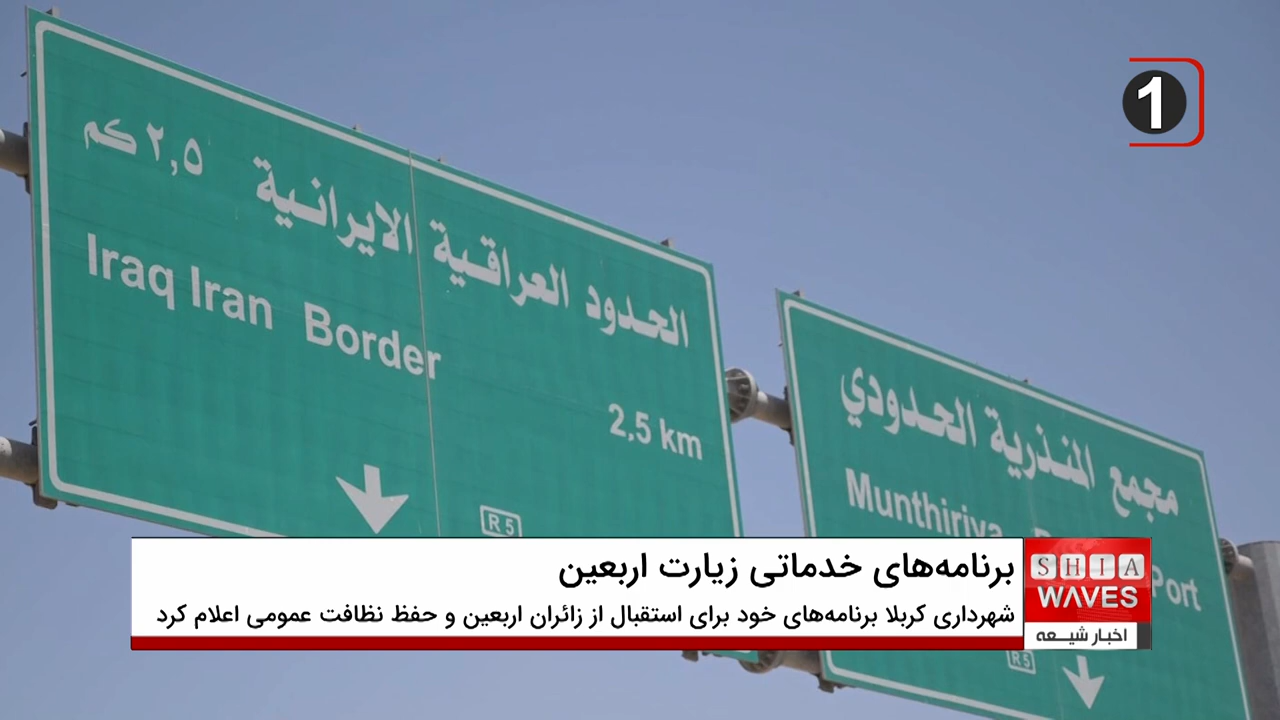 1
٢,٥ كم
الحدود العراقية الايرانية
Iraq Iran Border
2,5 km
R 5
مجمع المنذرية الحدودي
Munthiriya
Port
R5
برنامه‌های خدماتی زیارت اربعین
شهرداری کربلا برنامه‌های خود برای استقبال از زائران اربعین و حفظ نظافت عمومی اعلام کرد
SHIA
WAVES
اخبار شیعه